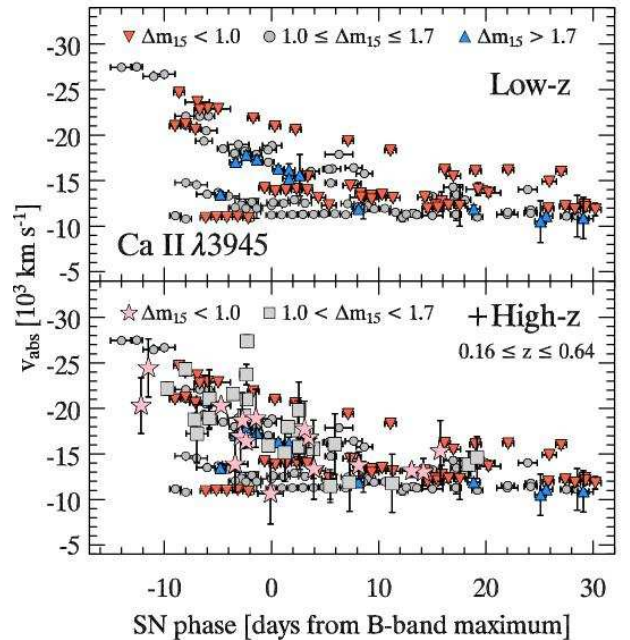 Δm₁₅ < 1.0 1.0 ≤ Δm₁₅ ≤ 1.7 Δm₁₅ > 1.7
Low-z
Ca II λ3945
-30
-25
-20
-15
-10
-5
Δm₁₅ < 1.0 1.0 < Δm₁₅ < 1.7
+High-z
0.16 ≤ z ≤ 0.64
-30
-25
-20
-15
-10
-5
v_abs [10³ km s⁻¹]
-10 0 10 20 30
SN phase [days from B-band maximum]